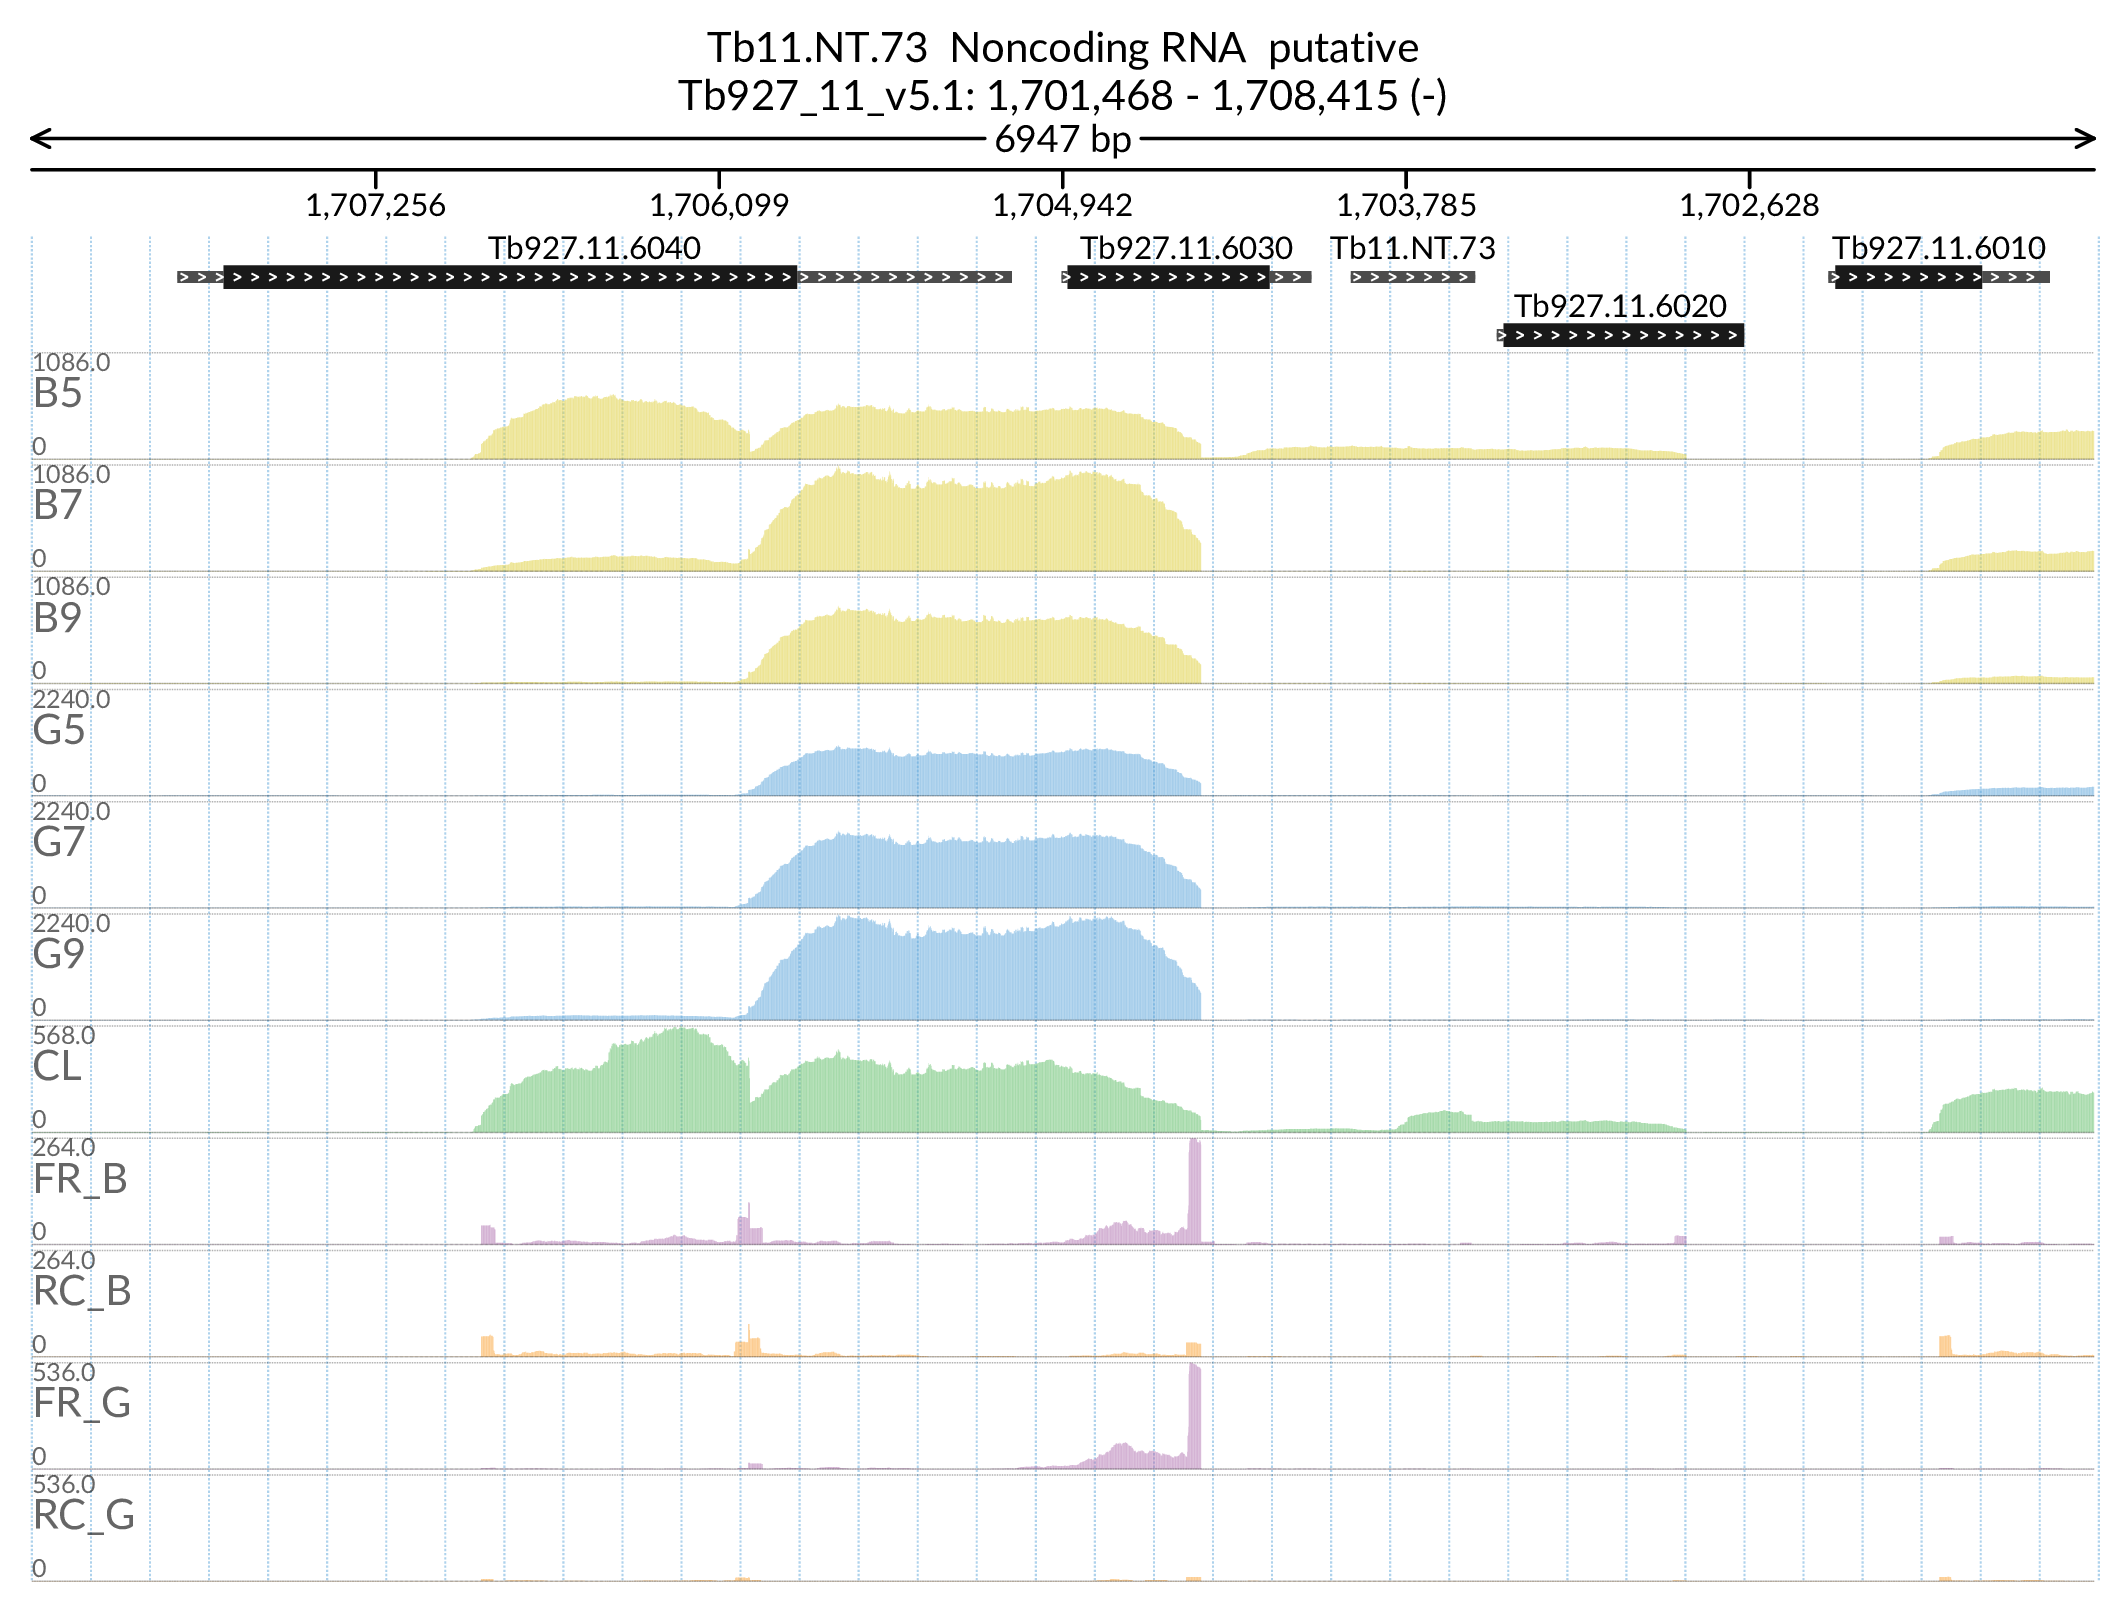 Tb11.NT.73 Noncoding RNA putative
Tb927_11_v5.1: 1,701,468 - 1,708,415 (-)
6947 bp
1,707,256 1,706,099 1,704,942 1,703,785 1,702,628
Tb927.11.6040 Tb927.11.6030 Tb11.NT.73 Tb927.11.6010
Tb927.11.6020
1086.0
B5
0
1086.0
B7
0
1086.0
B9
0
2240.0
G5
0
2240.0
G7
0
2240.0
G9
0
568.0
CL
0
264.0
FR_B
0
264.0
RC_B
0
536.0
FR_G
0
536.0
RC_G
0